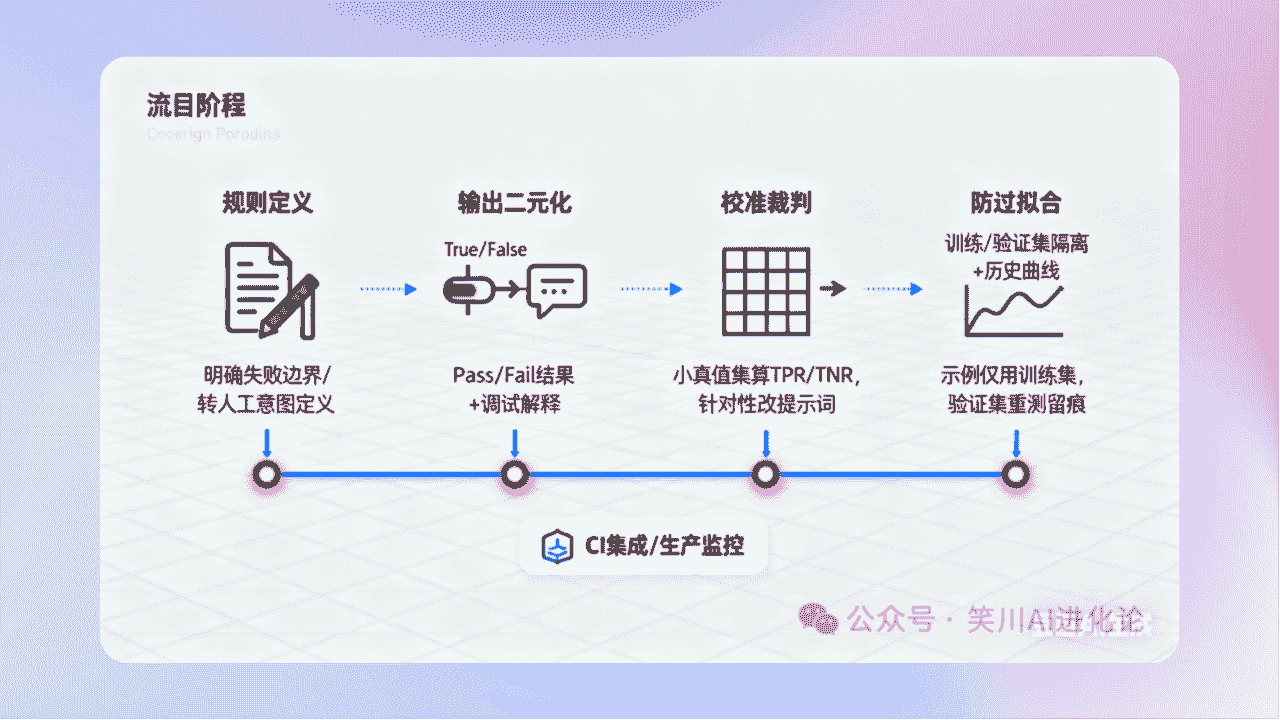 流目阶程
规则定义
输出二元化
校准裁判
防过拟合
True/False
训练/验证集隔离
+历史曲线
明确失败边界/
转人工意图定义
Pass/Fail结果
+调试解释
小真值集算TPR/TNR,
针对性改提示词
示例仅用训练集,
验证集重测留痕
CI集成/生产监控
公众号 · 笑川AI进化论